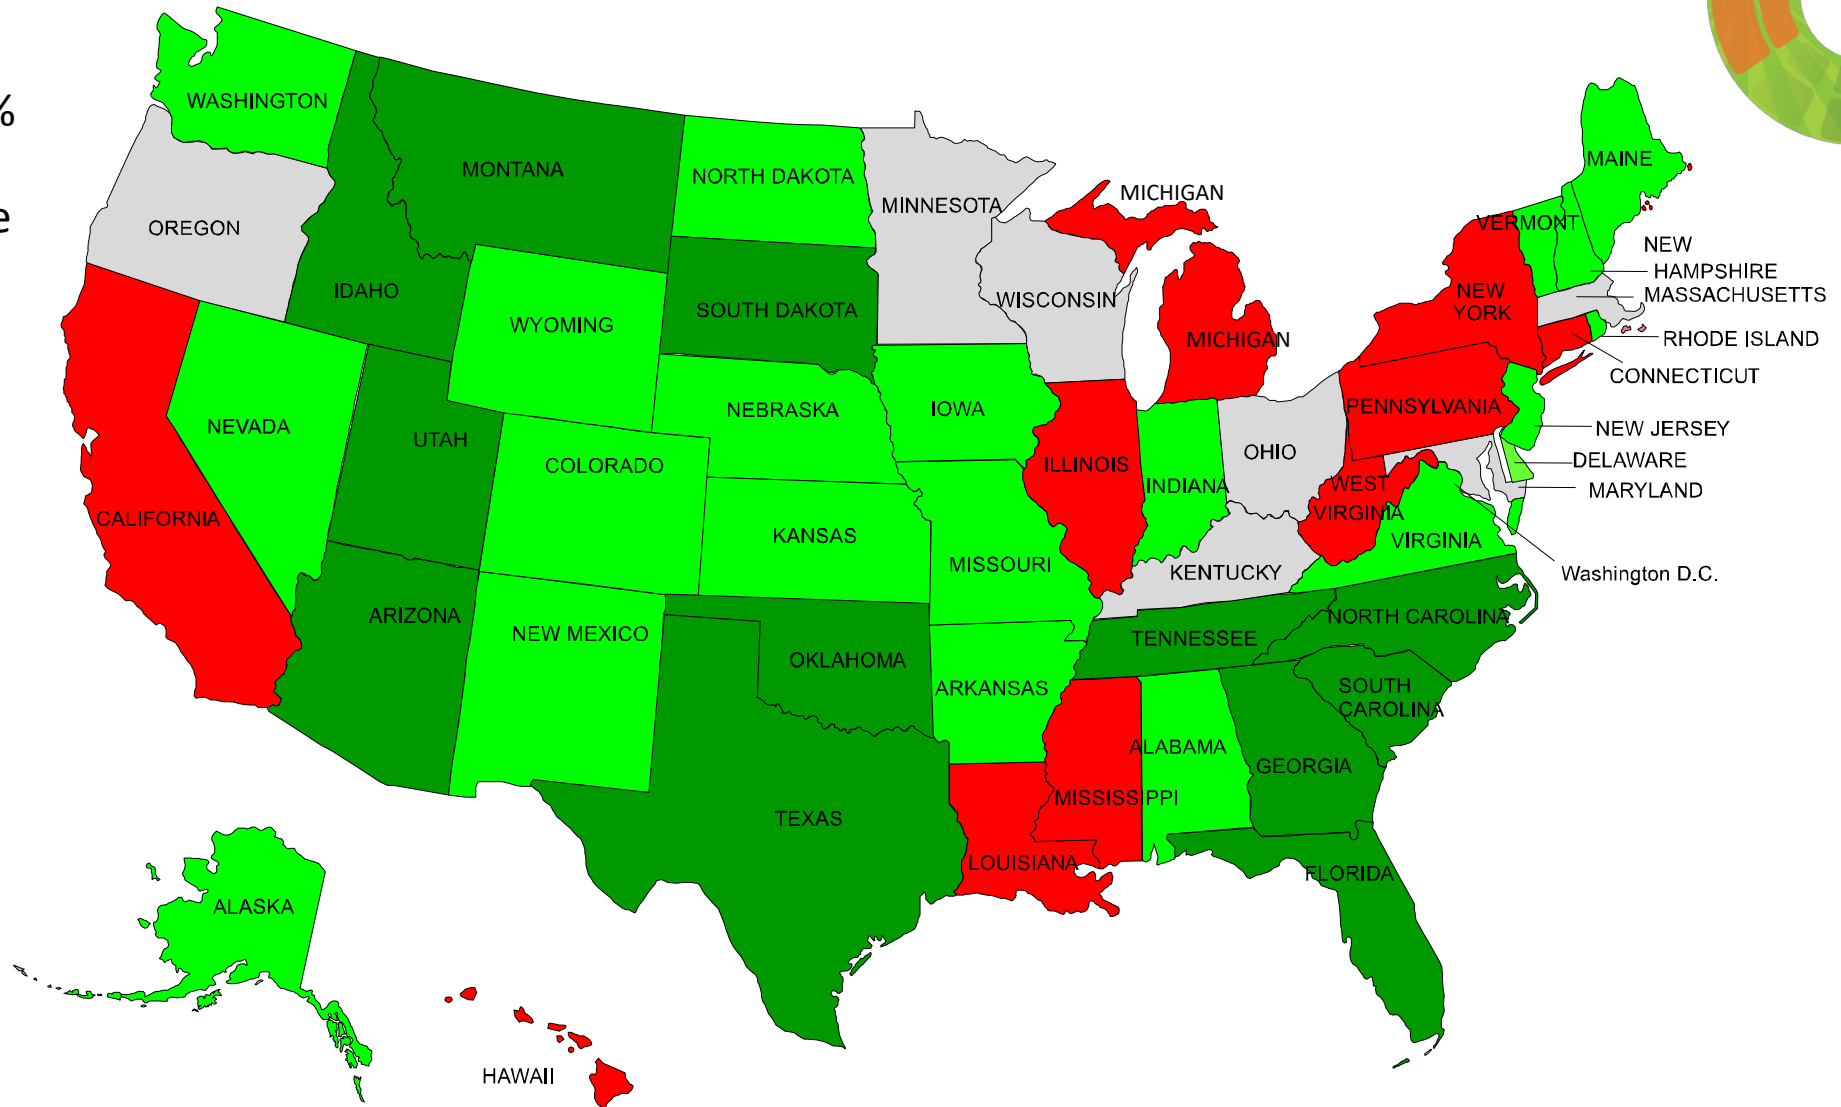 %
e
WASHINGTON
OREGON
MONTANA
IDAHO
NORTH DAKOTA
SOUTH DAKOTA
MINNESOTA
WISCONSIN
MICHIGAN
MICHIGAN
MAINE
VERMONT
NEW
HAMPSHIRE
MASSACHUSETTS
NEW
YORK
RHODE ISLAND
CONNECTICUT
PENNSYLVANIA
NEW JERSEY
DELAWARE
MARYLAND
WYOMING
NEVADA
UTAH
COLORADO
NEBRASKA
IOWA
ILLINOIS
INDIANA
OHIO
WEST
VIRGINIA
VIRGINIA
Washington D.C.
CALIFORNIA
KANSAS
MISSOURI
KENTUCKY
ARIZONA
NEW MEXICO
OKLAHOMA
ARKANSAS
TENNESSEE
NORTH CAROLINA
SOUTH
CAROLINA
MISSISSIPPI
ALABAMA
GEORGIA
TEXAS
LOUISIANA
FLORIDA
ALASKA
HAWAII